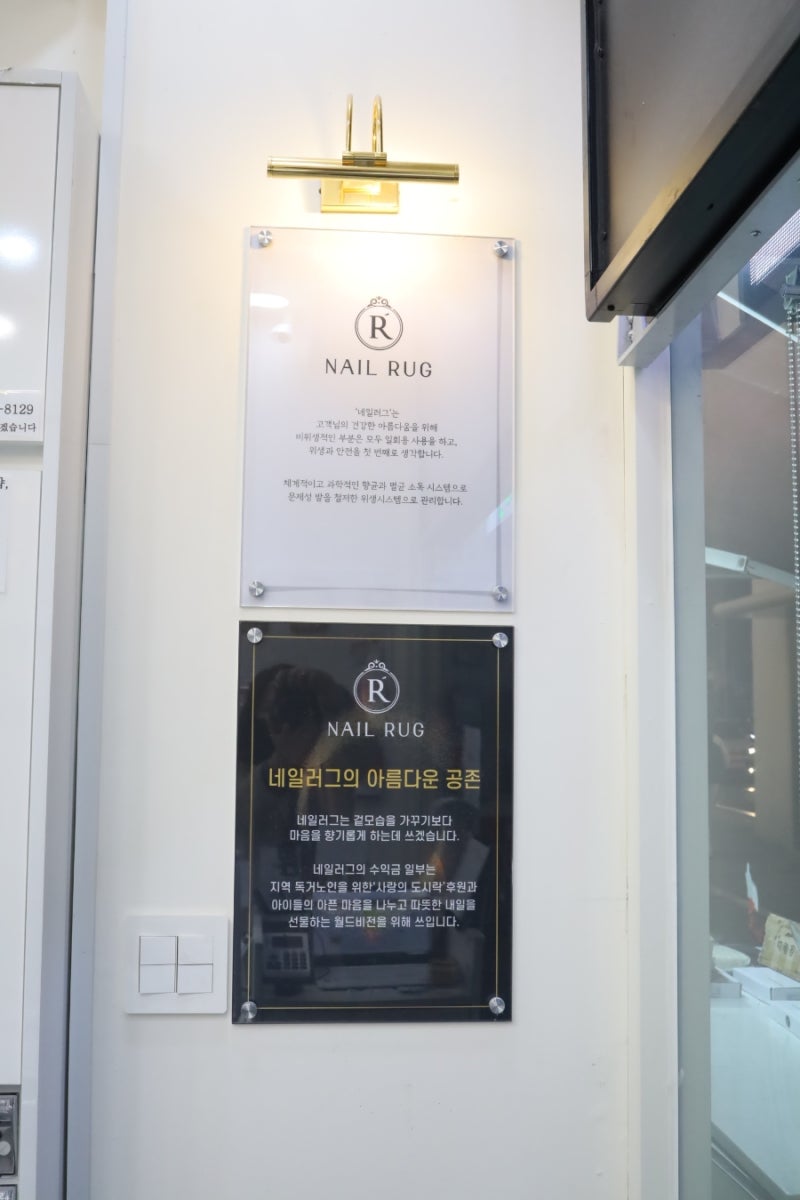 -8129
겠습니다
R
NAIL RUG
'네일러그'는
고객님의 건강한 아름다움을 위해
비위생적인 부분은 모두 일회용 사용을 하고,
위생과 안전을 첫 번째로 생각합니다.
체계적이고 과학적인 향균과 멸균 소독 시스템으로
문제성 발을 철저한 위생시스템으로 관리합니다.
R
NAIL RUG
네일러그의 아름다운 공존
네일러그는 겉모습을 가꾸기보다
마음을 향기롭게 하는데 쓰겠습니다.
네일러그의 수익금 일부는
지역 독거노인을 위한'사랑의 도시락'후원과
아이들의 아픈 마음을 나누고 따뜻한 내일을
선물하는 월드비전을 위해 쓰입니다.